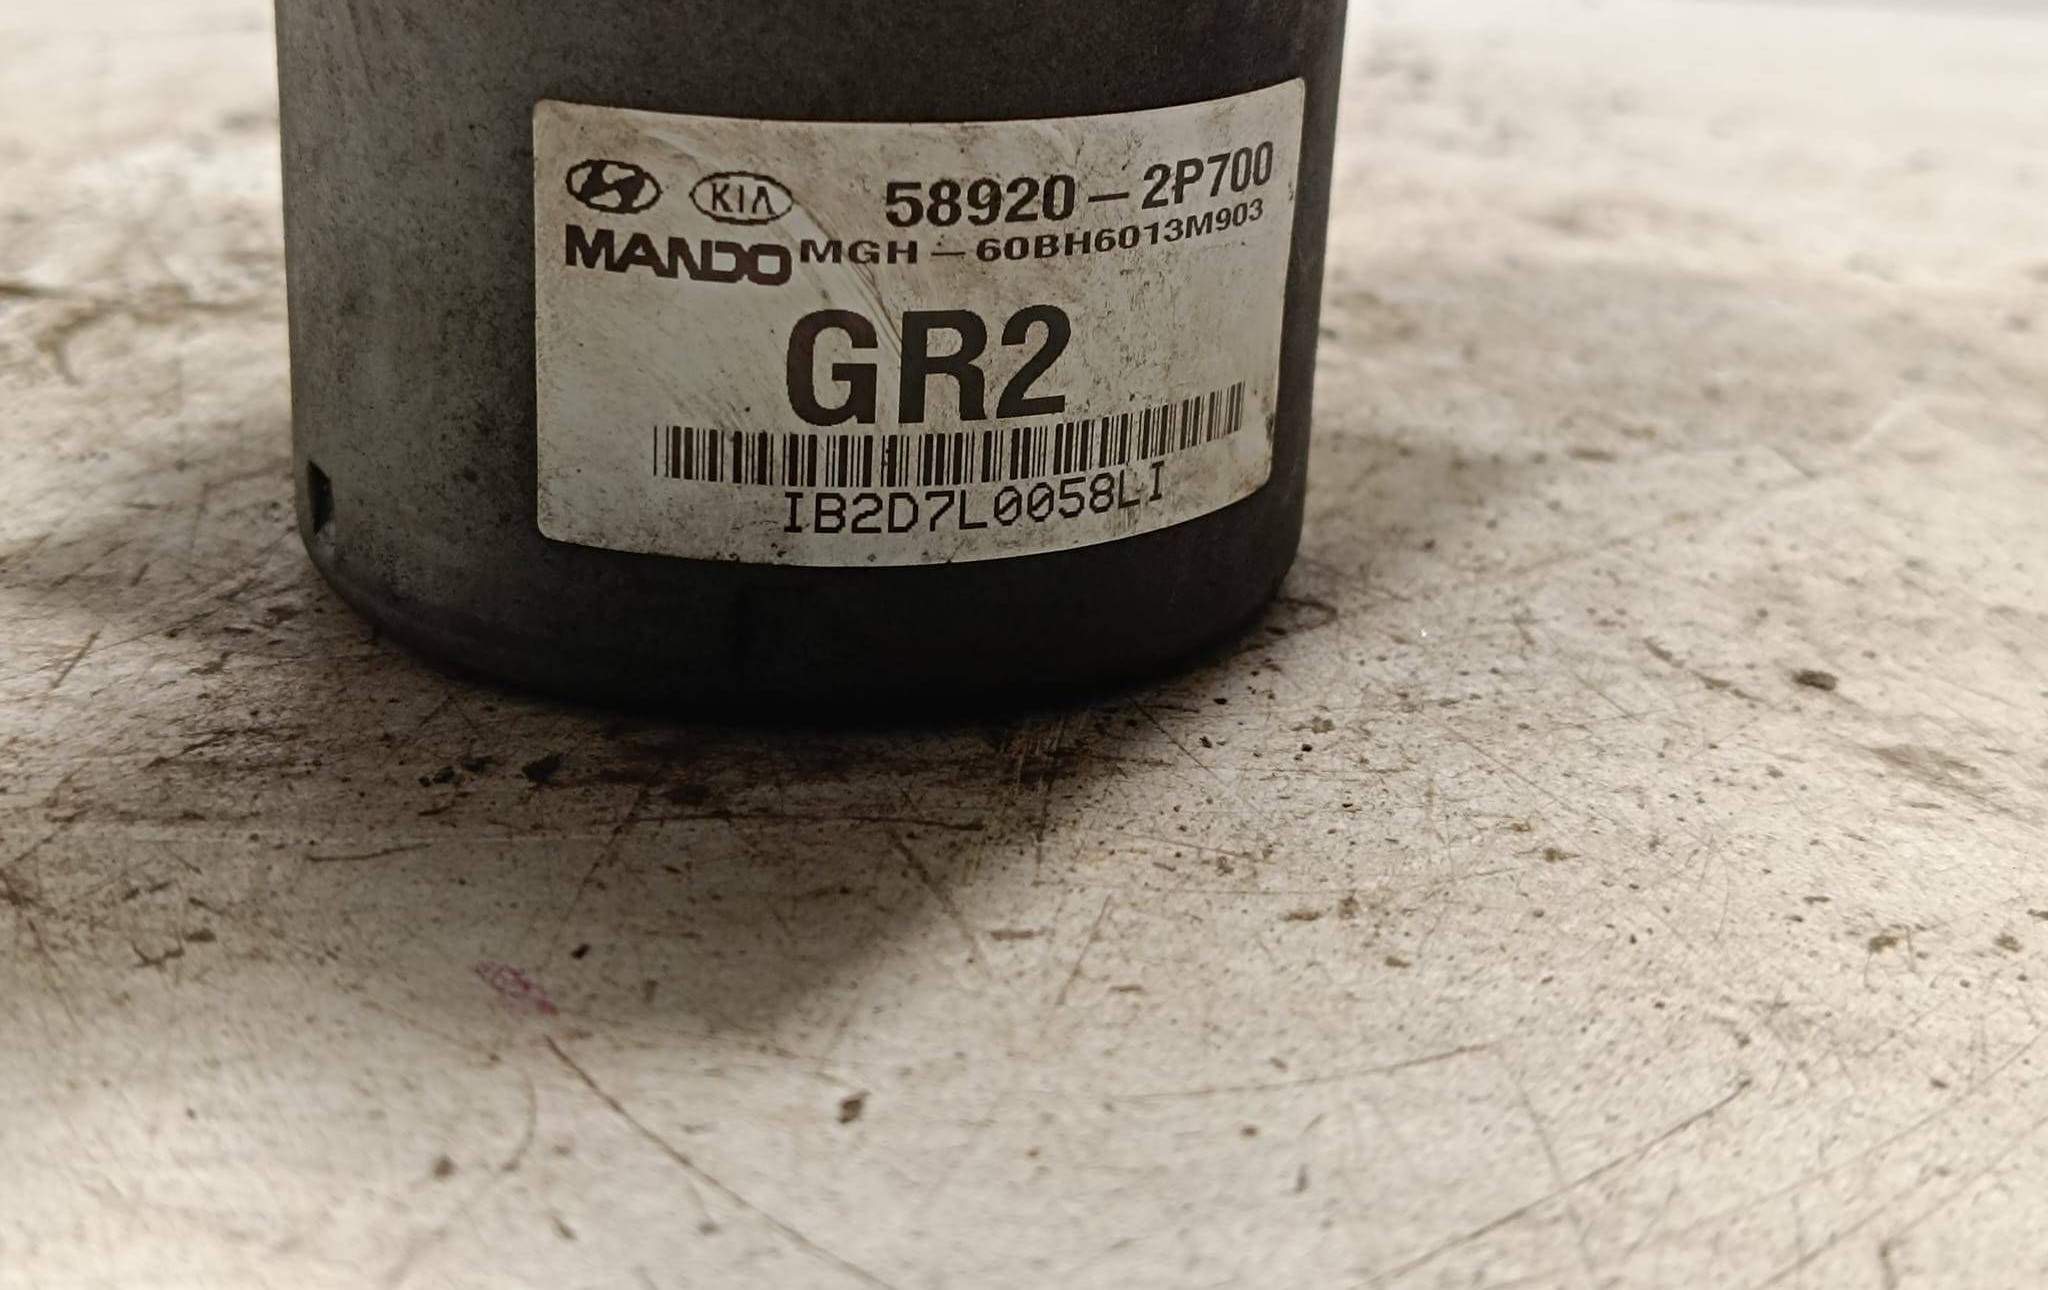 KIA 58920-2P700
MANDO MGH-60BH6013M903
GR2
IB2D7L0058LI